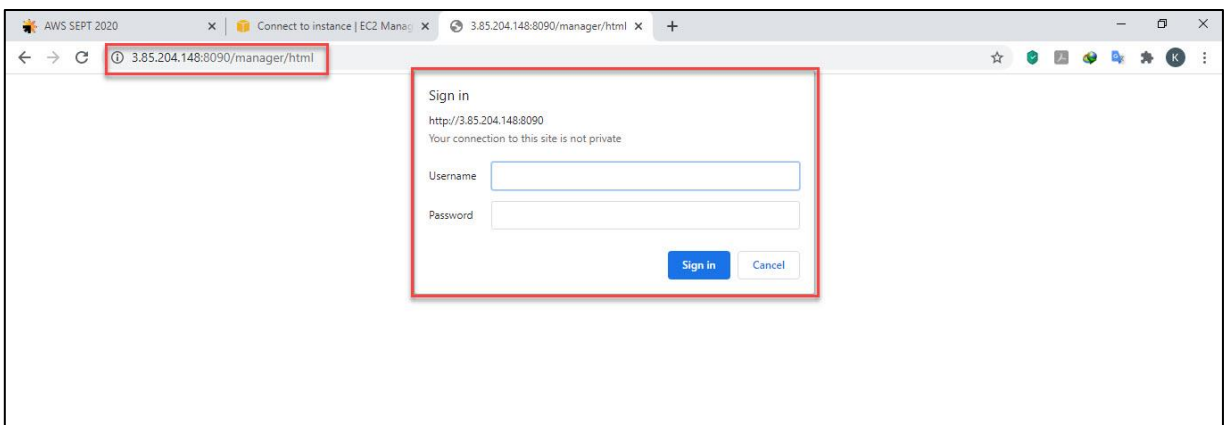 AWS SEPT 2020
Connect to instance | EC2 Manag
3.85.204.148:8090/manager/html
3.85.204.148:8090/manager/html
K
Sign in
http://3.85.204.148:8090
Your connection to this site is not private
Username
Password
Sign in
Cancel